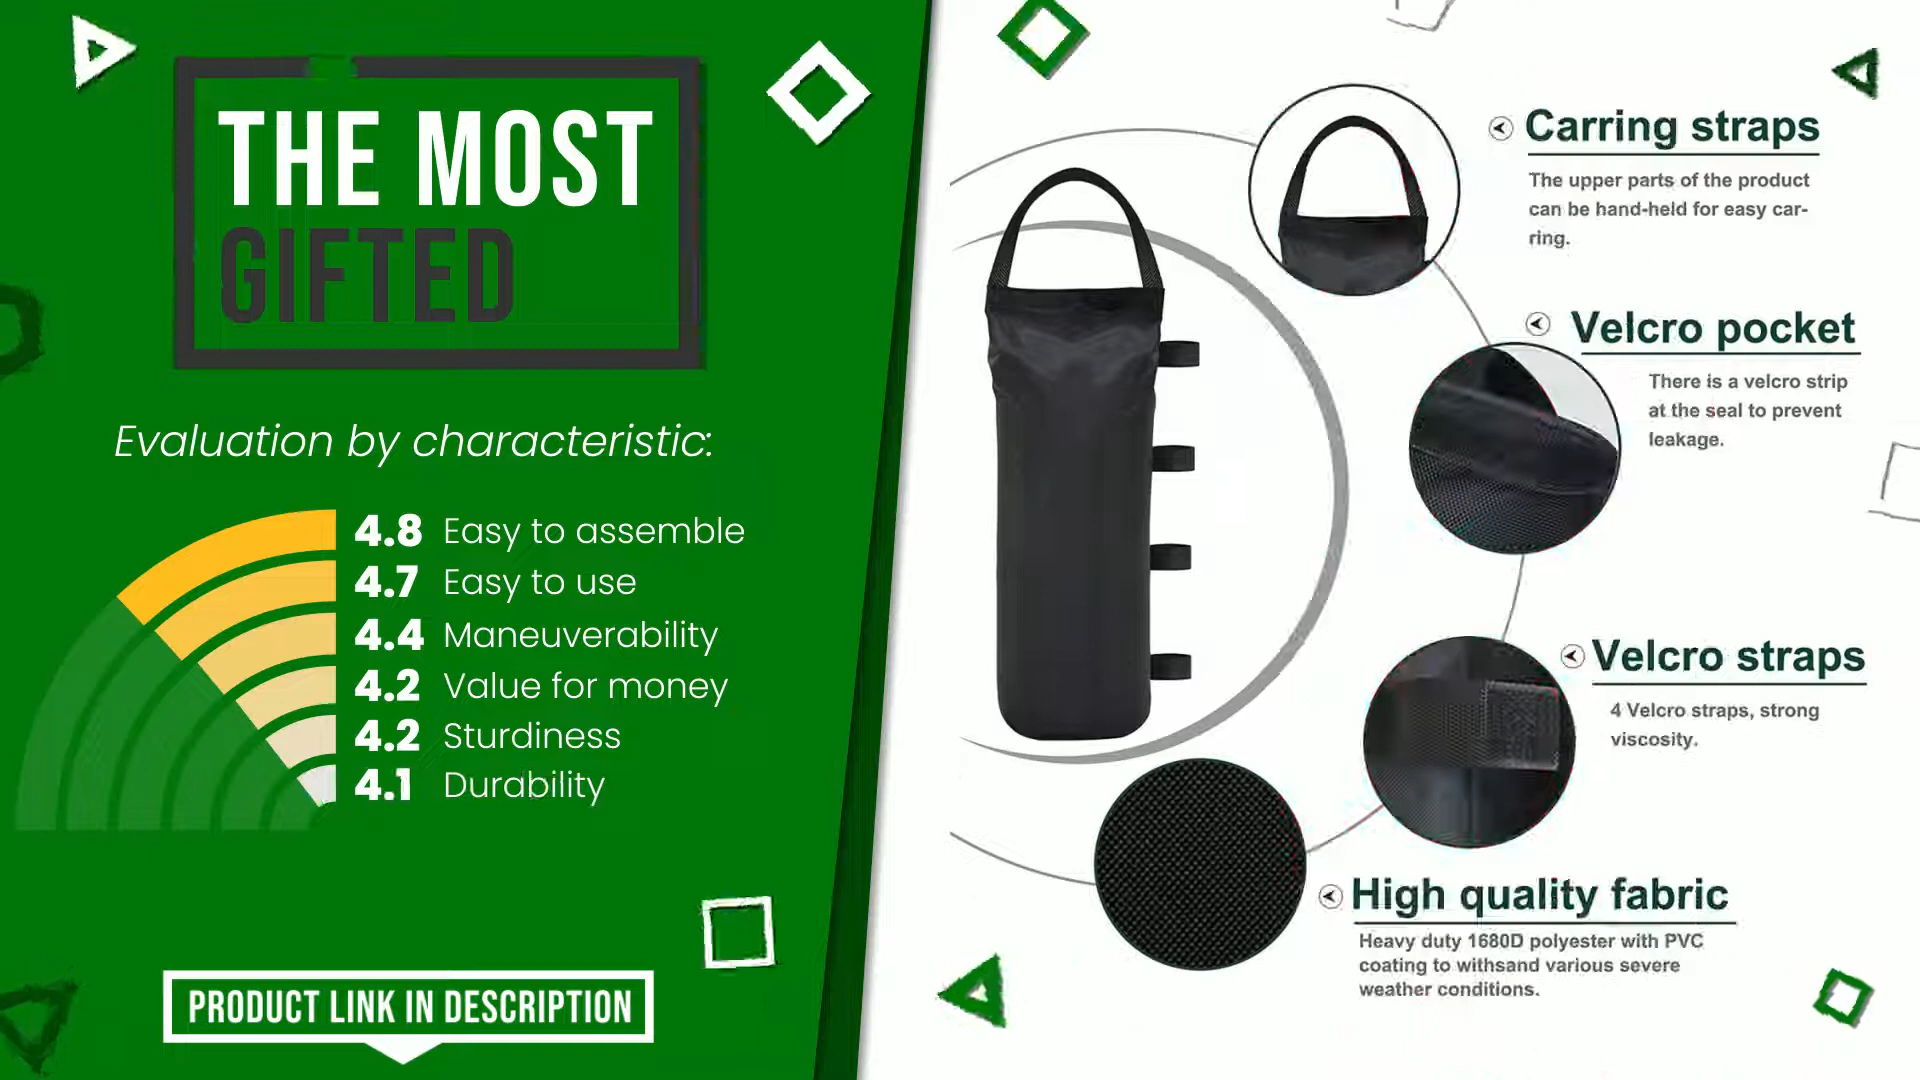 THE MOST
GIFTED
Evaluation by characteristic:
4.8 Easy to assemble
4.7 Easy to use
4.4 Maneuverability
4.2 Value for money
4.2 Sturdiness
4.1 Durability
PRODUCT LINK IN DESCRIPTION
Carring straps
The upper parts of the product
can be hand-held for easy car-
ring.
Velcro pocket
There is a velcro strip
at the seal to prevent
leakage.
Velcro straps
4 Velcro straps, strong
viscosity.
High quality fabric
Heavy duty 1680D polyester with PVC
coating to withsand various severe
weather conditions.